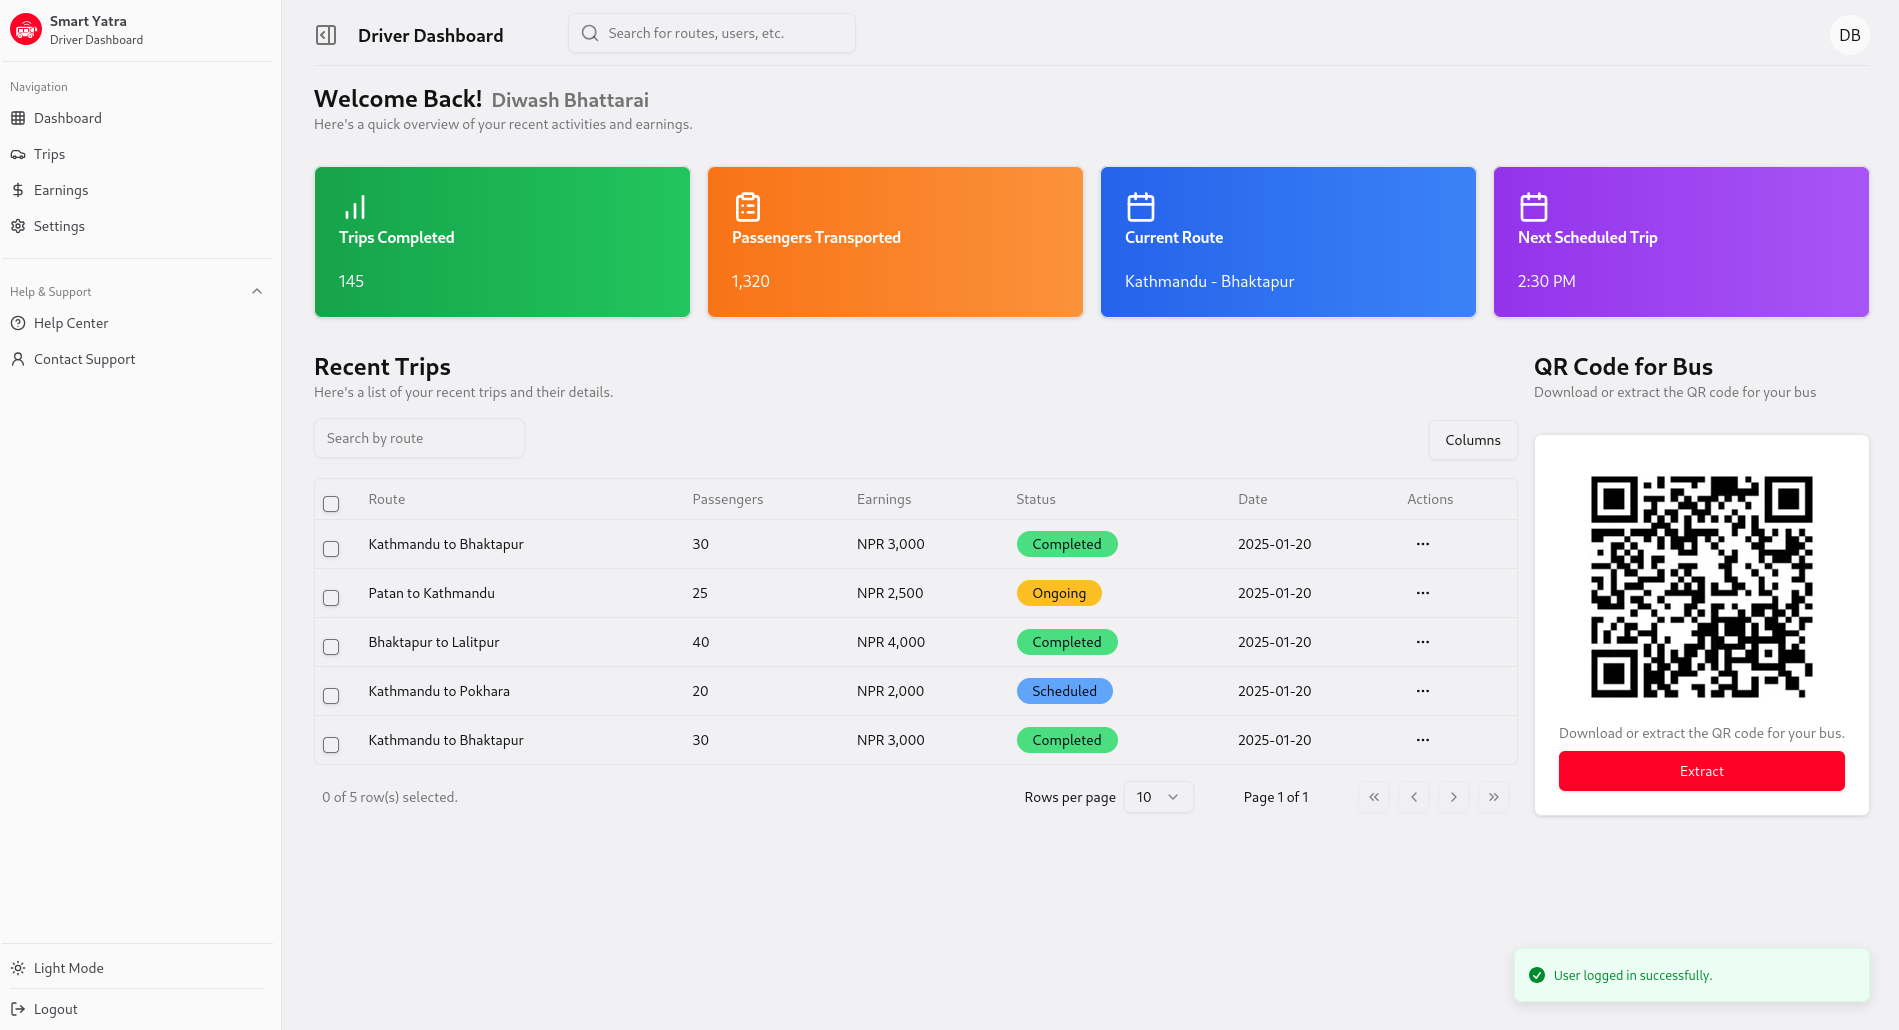 Smart Yatra
Driver Dashboard
Navigation
Dashboard
Trips
Earnings
Settings
Help & Support
Help Center
Contact Support
Light Mode
Logout
Driver Dashboard
Search for routes, users, etc.
DB
Welcome Back! Diwash Bhattarai
Here's a quick overview of your recent activities and earnings.
Trips Completed
145
Passengers Transported
1,320
Current Route
Kathmandu - Bhaktapur
Next Scheduled Trip
2:30 PM
Recent Trips
Here's a list of your recent trips and their details.
Search by route
Columns
Route Passengers Earnings Status Date Actions
Kathmandu to Bhaktapur 30 NPR 3,000 Completed 2025-01-20 ...
Patan to Kathmandu 25 NPR 2,500 Ongoing 2025-01-20 ...
Bhaktapur to Lalitpur 40 NPR 4,000 Completed 2025-01-20 ...
Kathmandu to Pokhara 20 NPR 2,000 Scheduled 2025-01-20 ...
Kathmandu to Bhaktapur 30 NPR 3,000 Completed 2025-01-20 ...
0 of 5 row(s) selected.
Rows per page 10 Page 1 of 1
QR Code for Bus
Download or extract the QR code for your bus
Download or extract the QR code for your bus.
Extract
User logged in successfully.